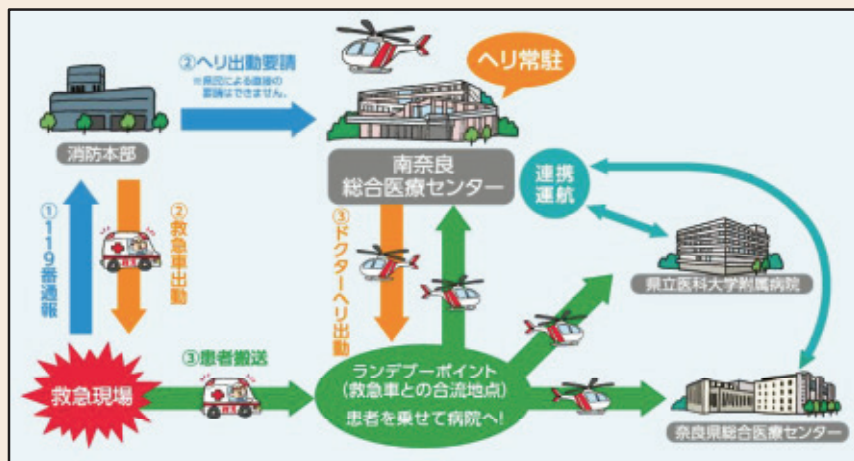 ②ヘリ出動要請
※県民による直接の
要請はできません。
ヘリ常駐
消防本部
南奈良
総合医療センター
連携
運航
①119番通報
②救急車出動
③ドクターヘリ出動
県立医科大学附属病院
③患者搬送
救急現場
ランデブーポイント
(救急車との合流地点)
患者を乗せて病院へ!
奈良県総合医療センター